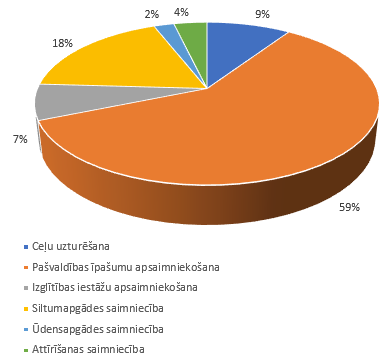 2%
4%
9%
18%
7%
59%
Ceļu uzturēšana
Pašvaldības īpašumu apsaimniekošana
Izglītības iestāžu apsaimniekošana
Siltumapgādes saimniecība
Ūdensapgādes saimniecība
Attīrīšanas saimniecība